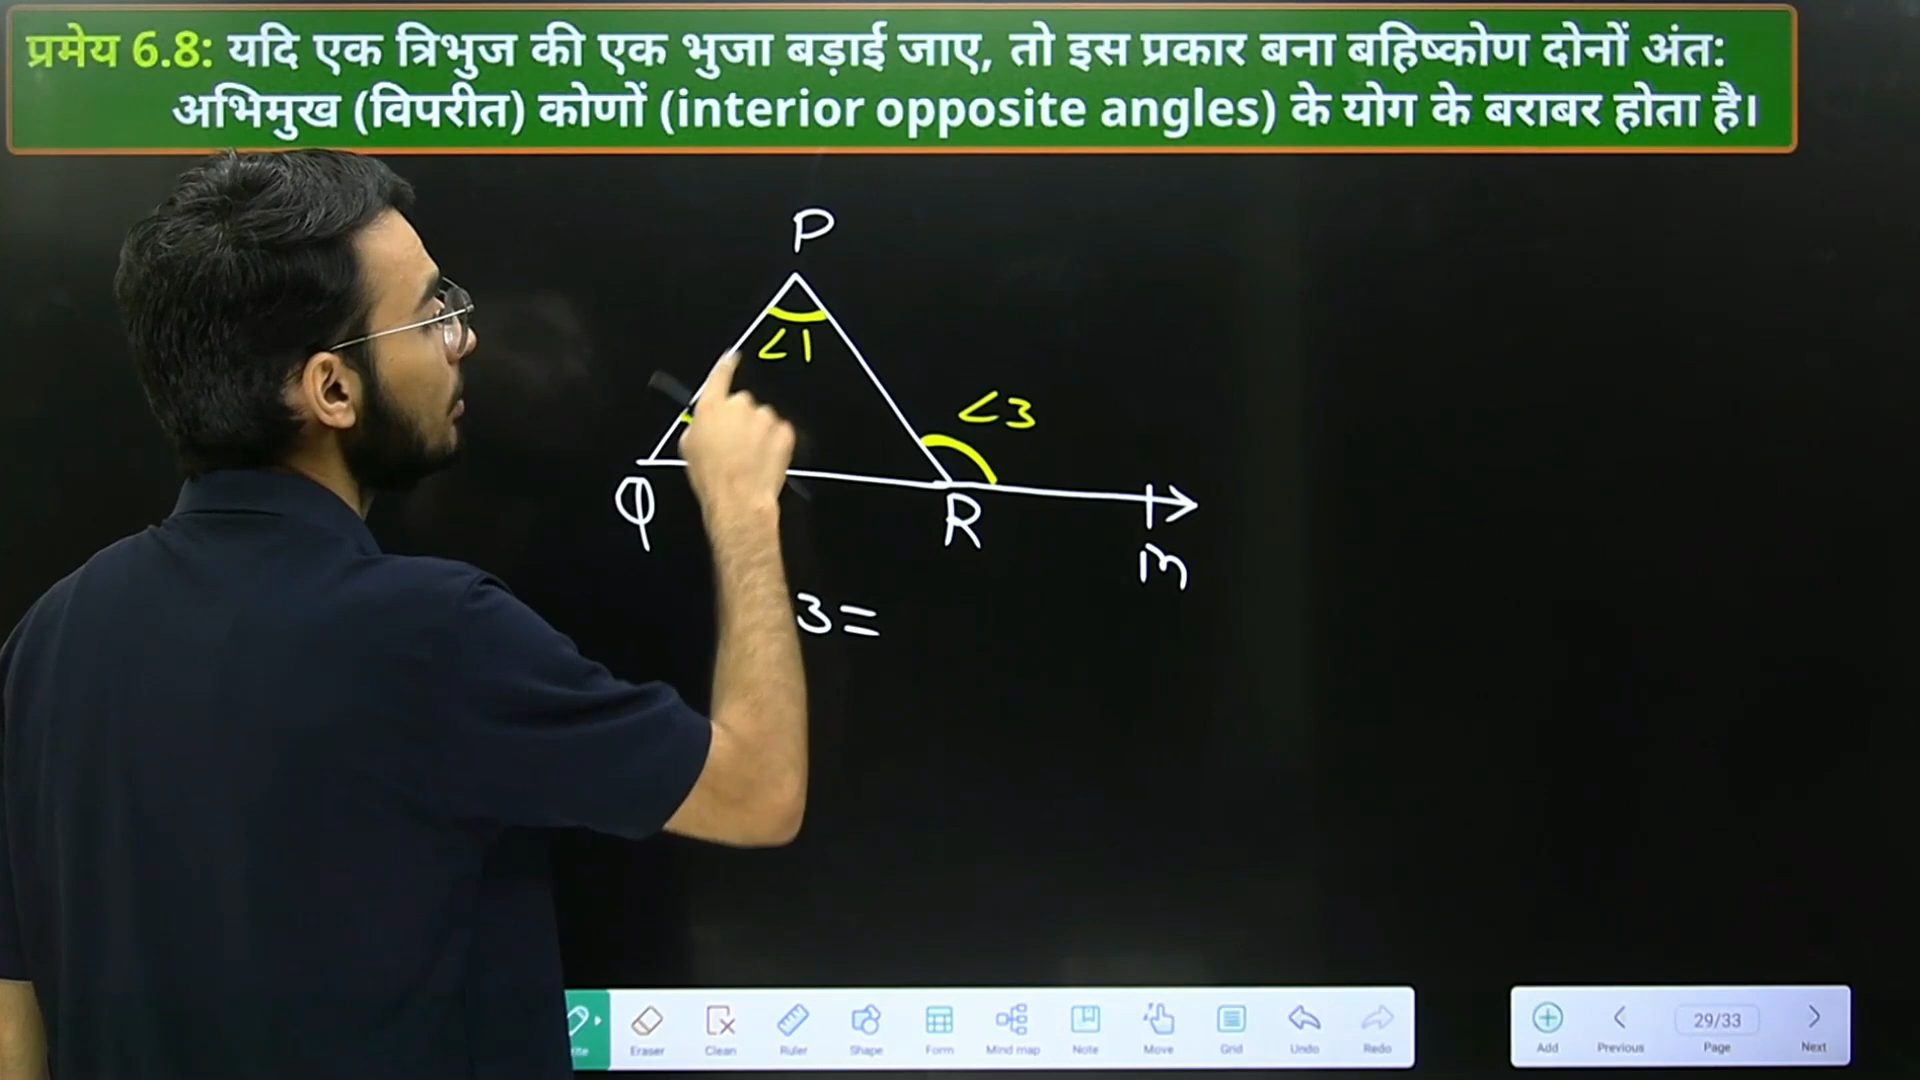 प्रमेय 6.8: यदि एक त्रिभुज की एक भुजा बड़ाई जाए, तो इस प्रकार बना बहिष्कोण दोनों अंत:
अभिमुख (विपरीत) कोणों (interior opposite angles) के योग के बराबर होता है।
P
∠1
∠3
Q
R
m
3=
Eraser
Clean
Ruler
Shape
Form
Mind map
Note
Move
Grid
Undo
Redo
Add
Previous
29/33
Page
Next